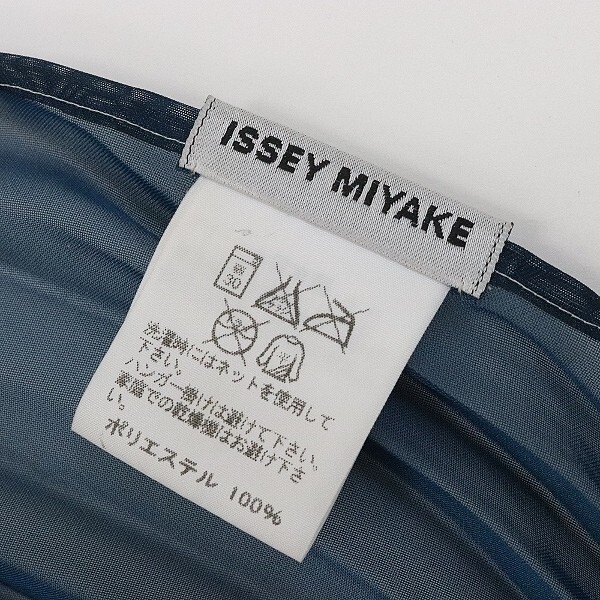 ISSEY MIYAKE
弱
30
洗濯時にはネットを使用して
下さい。
ハンガー掛けは避けて下さい。
家庭での乾燥機はお避け下さ
い。
ポリエステル 100%